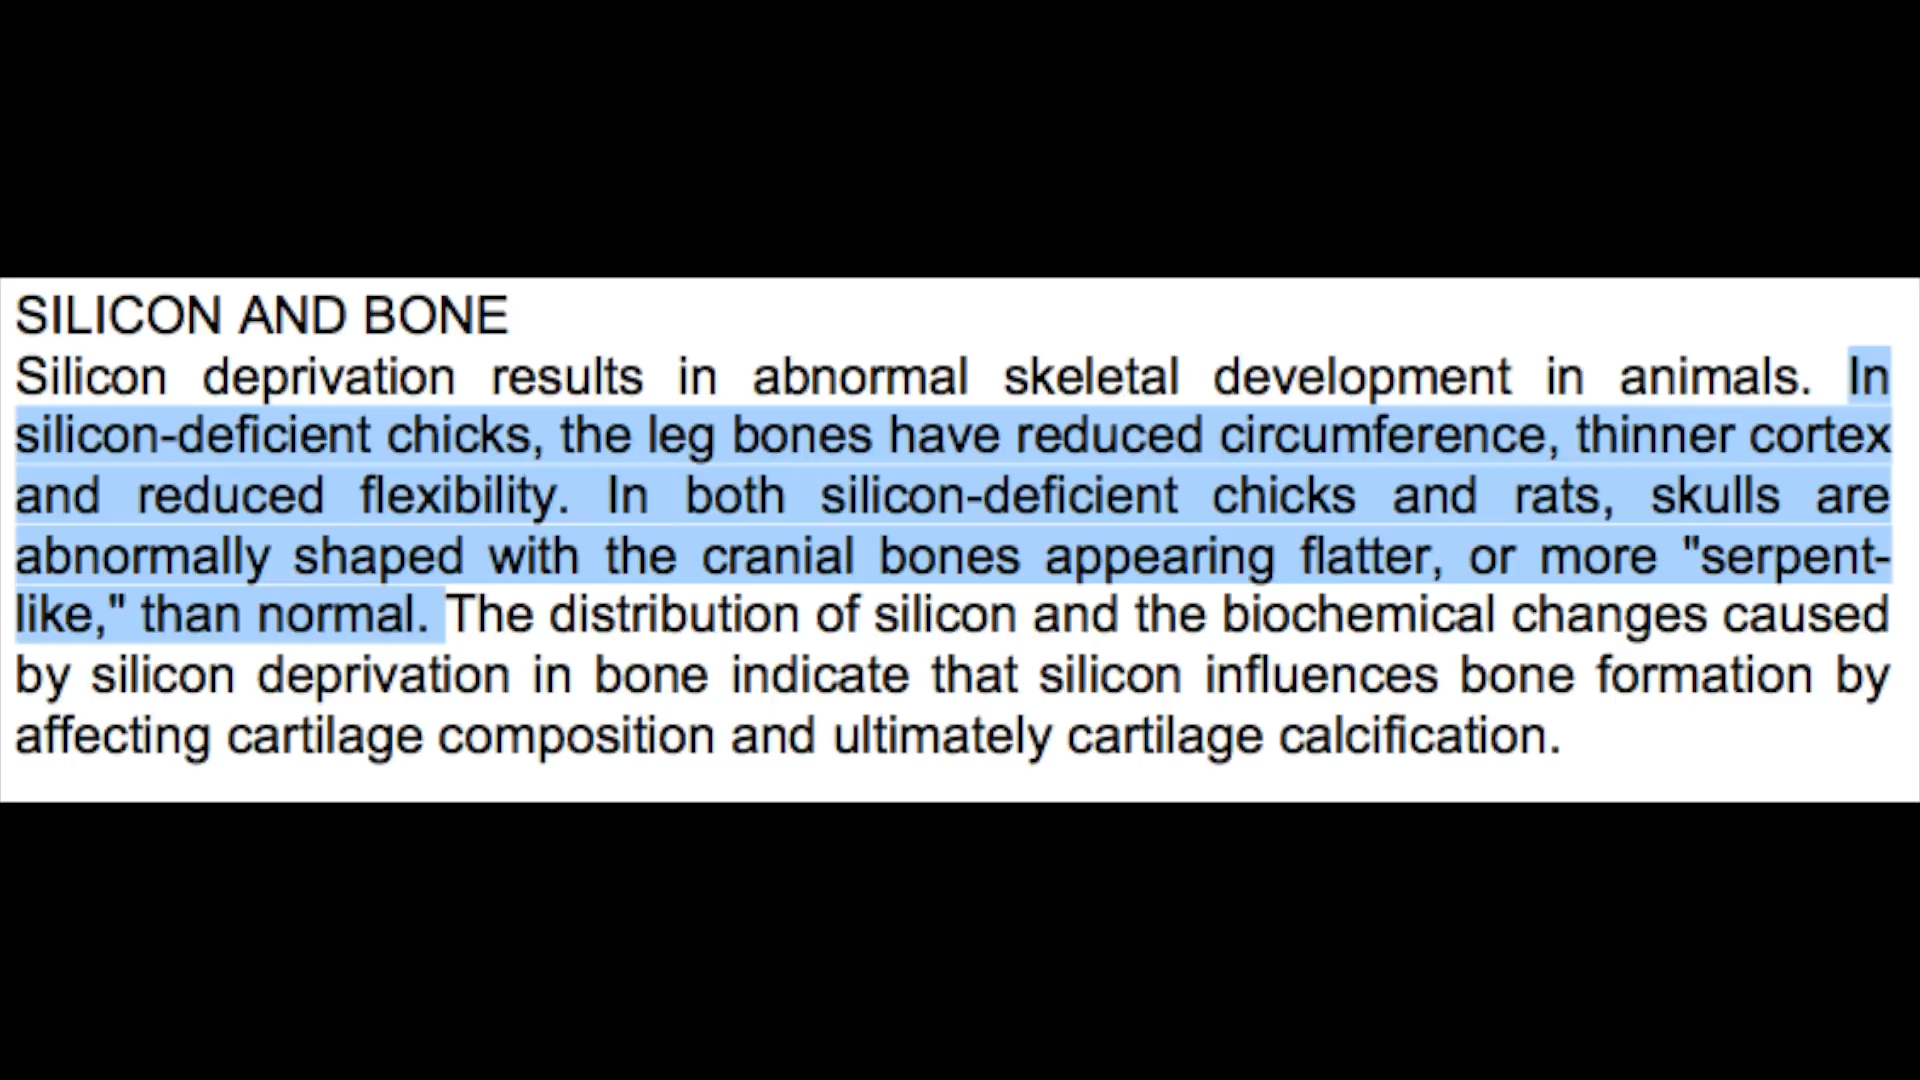 SILICON AND BONE
Silicon deprivation results in abnormal skeletal development in animals. In
silicon-deficient chicks, the leg bones have reduced circumference, thinner cortex
and reduced flexibility. In both silicon-deficient chicks and rats, skulls are
abnormally shaped with the cranial bones appearing flatter, or more "serpent-
like," than normal. The distribution of silicon and the biochemical changes caused
by silicon deprivation in bone indicate that silicon influences bone formation by
affecting cartilage composition and ultimately cartilage calcification.